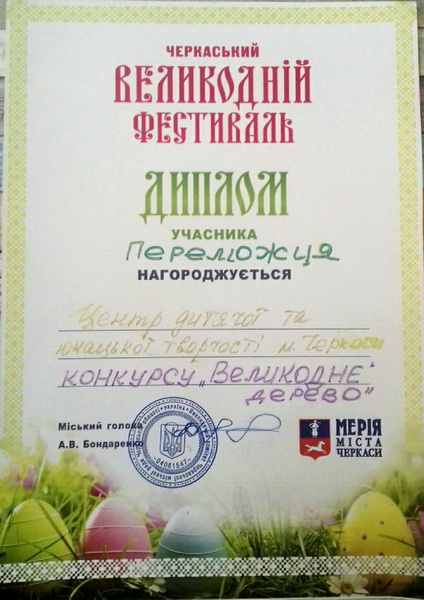 ЧЕРКАСЬКИЙ
ВЕЛИКОДНІЙ
ФЕСТИВАЛЬ
ДИПЛОМ
УЧАСНИКА
Переможця
НАГОРОДЖУЄТЬСЯ
Центр дитячої та
юнацької творчості м. Черкаси
КОНКУРСУ „ВЕЛИКОДНЄ
ДЕРЕВО"
Міський голова
А.В. Бондаренко
04061547
МЕРІЯ
МІСТА
ЧЕРКАСИ